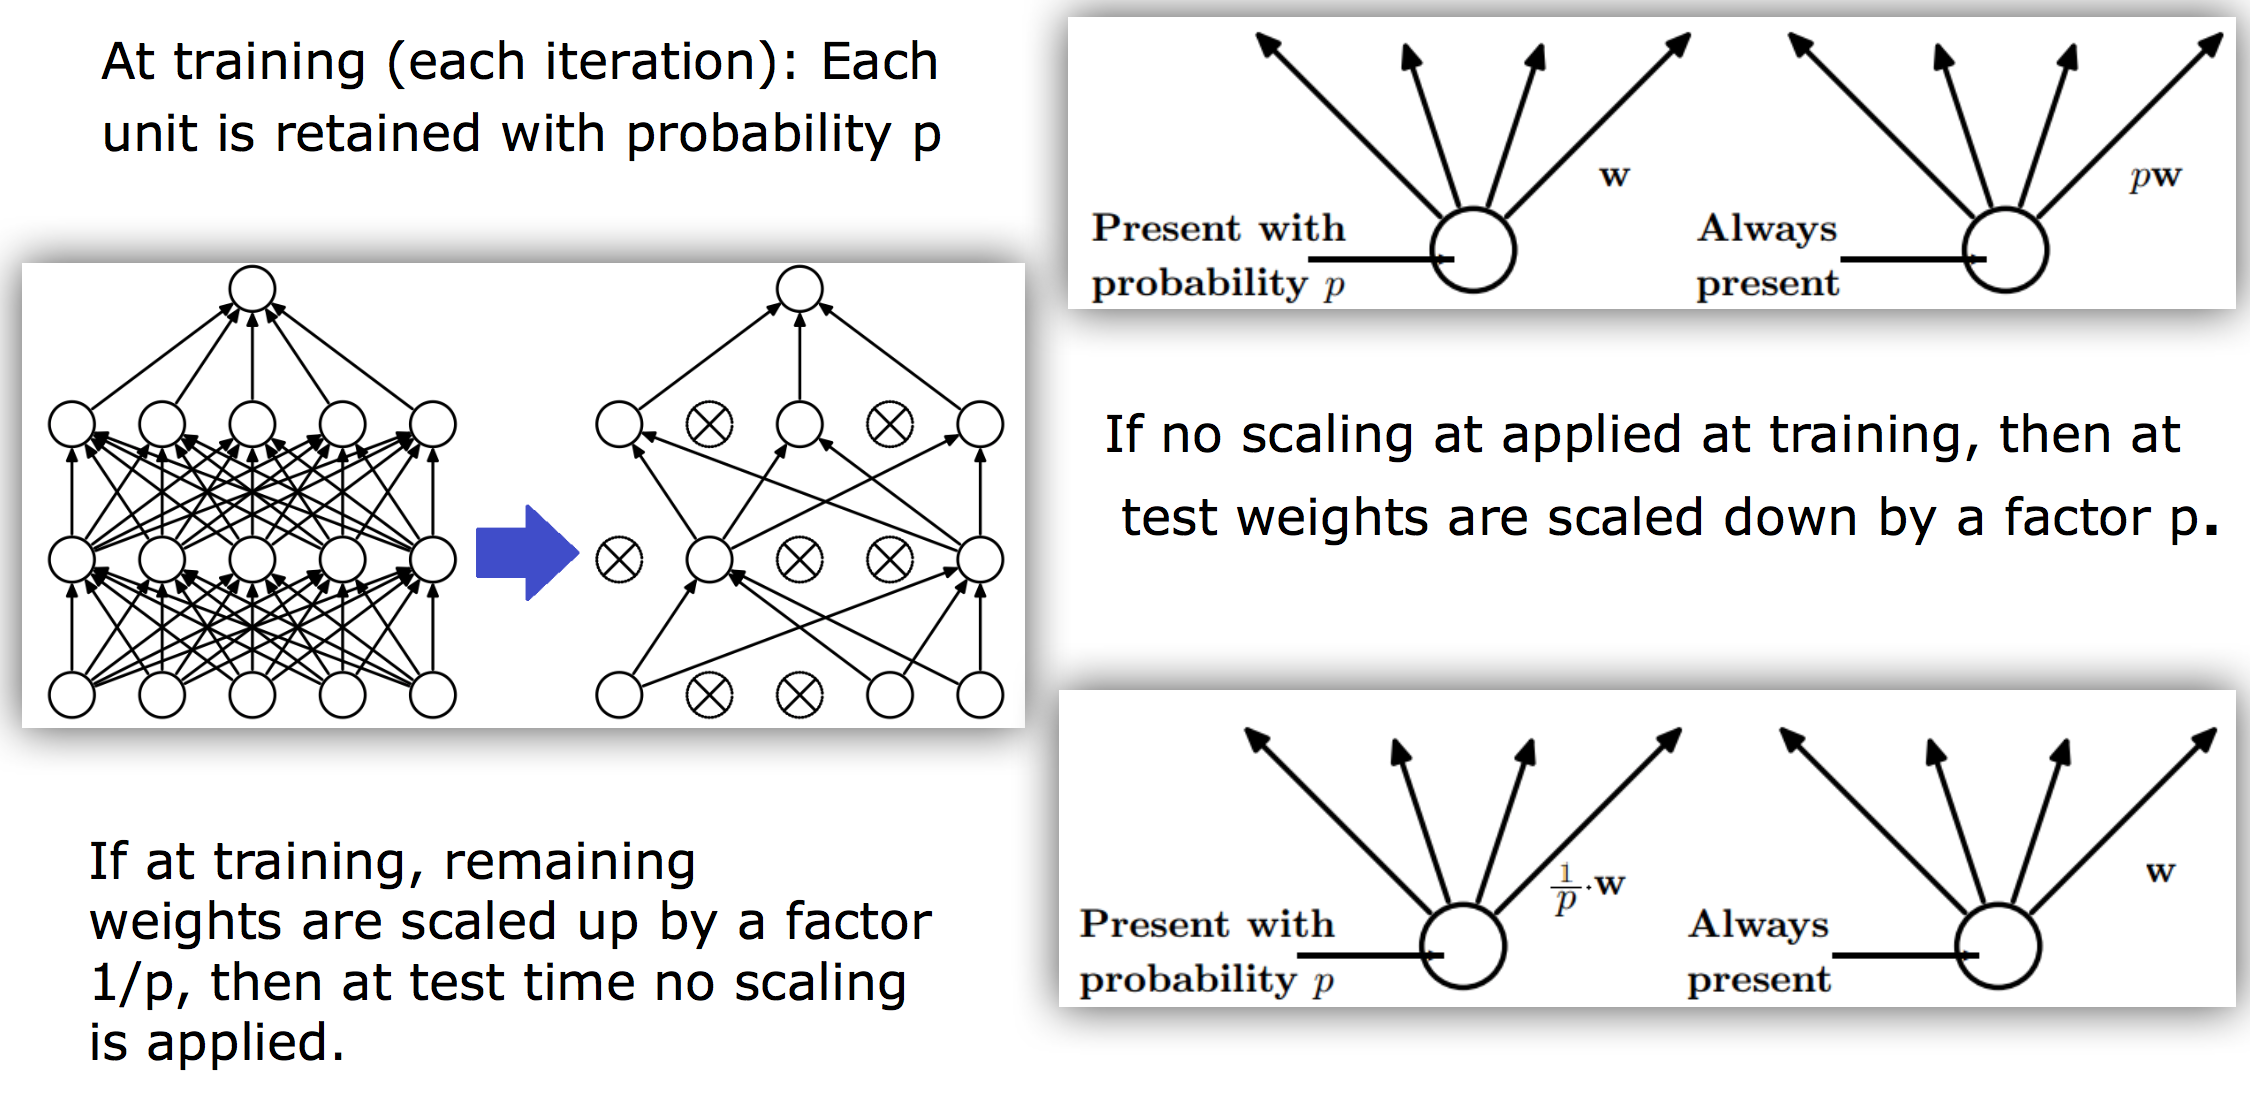 At training (each iteration): Each
unit is retained with probability p
w
pw
Present with
probability p
Always
present
If no scaling at applied at training, then at
test weights are scaled down by a factor p.
If at training, remaining
weights are scaled up by a factor
1/p, then at test time no scaling
is applied.
1/p · w
w
Present with
probability p
Always
present